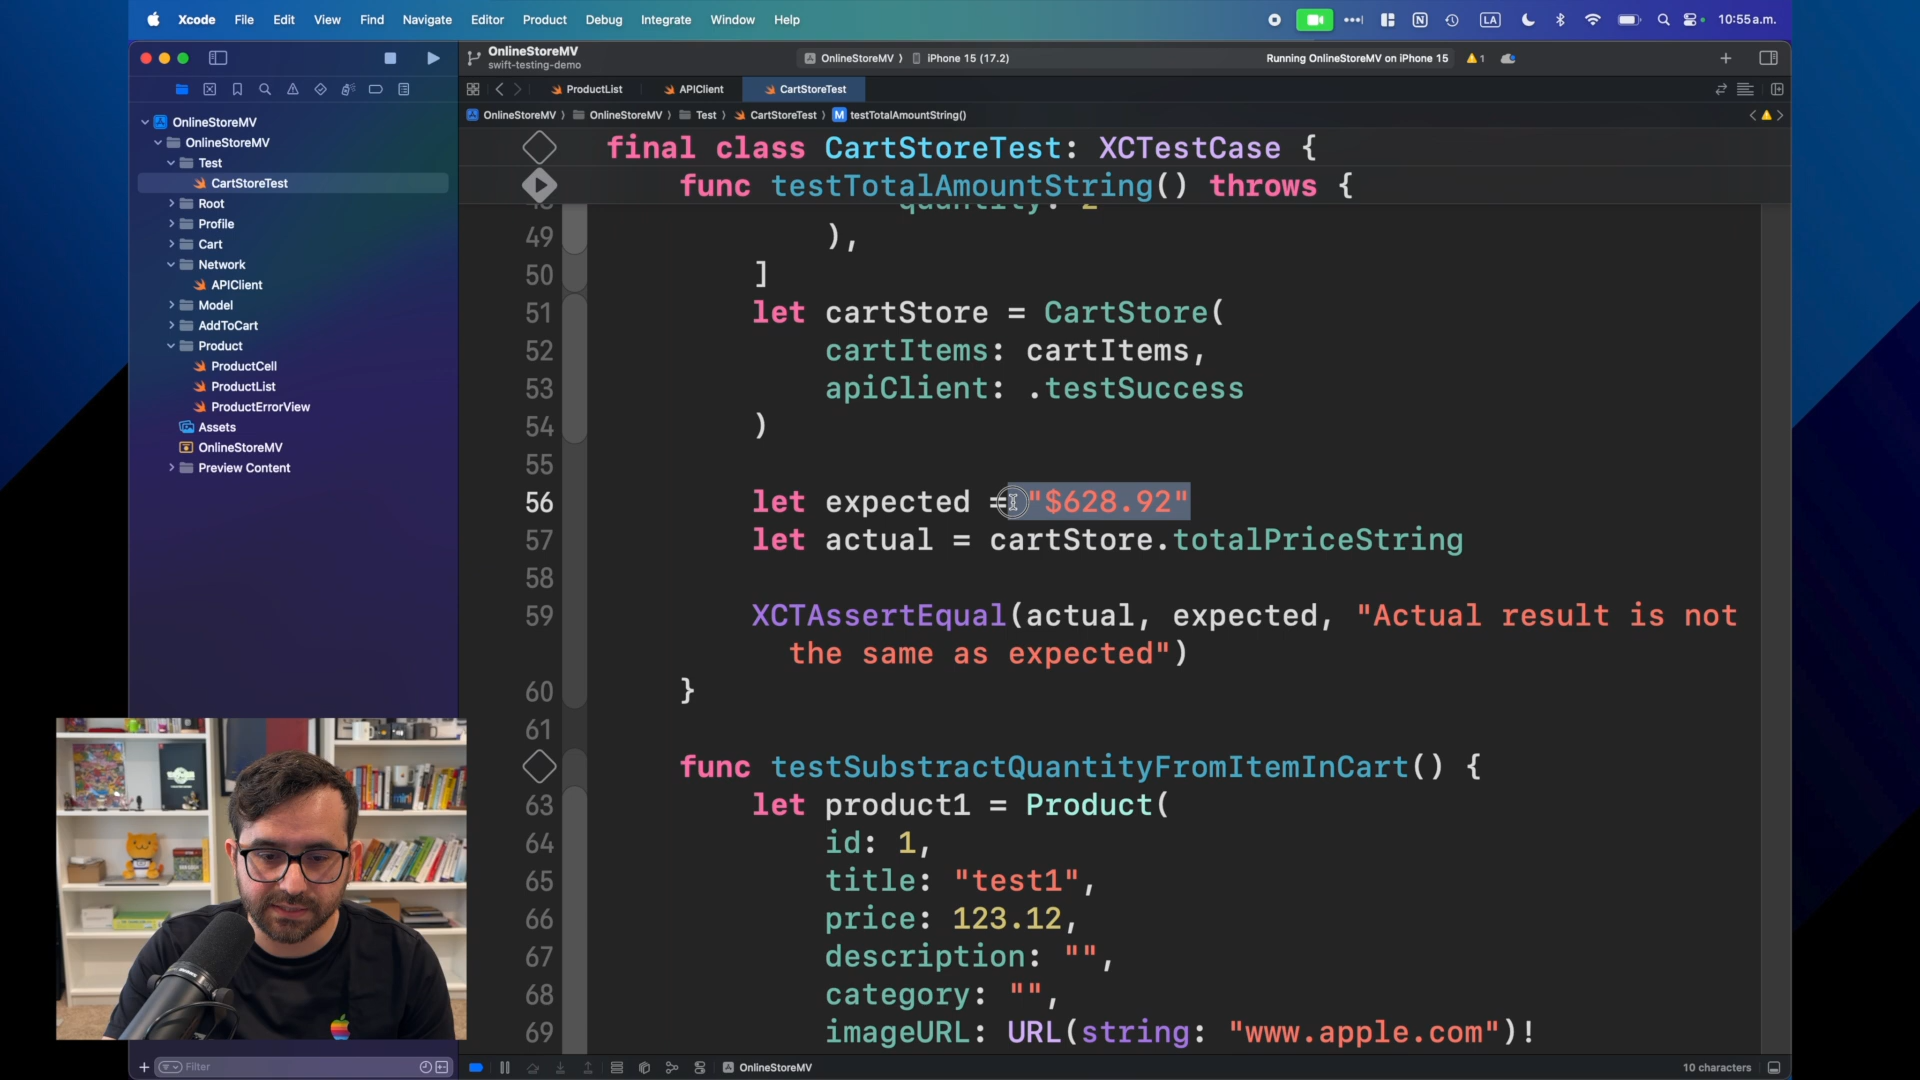 Xcode File Edit View Find Navigate Editor Product Debug Integrate Window Help
LA
10:55 a.m.
OnlineStoreMV
swift-testing-demo
OnlineStoreMV
iPhone 15 (17.2)
Running OnlineStoreMV on iPhone 15
1
ProductList
APIClient
CartStoreTest
OnlineStoreMV OnlineStoreMV Test CartStoreTest M testTotalAmountString()
OnlineStoreMV
OnlineStoreMV
Test
CartStoreTest
Root
Profile
Cart
Network
APIClient
Model
AddToCart
Product
ProductCell
ProductList
ProductErrorView
Assets
OnlineStoreMV
Preview Content
Filter
final class CartStoreTest: XCTestCase {
func testTotalAmountString() throws {
quantity: 2
49 ),
50 ]
51 let cartStore = CartStore(
52 cartItems: cartItems,
53 apiClient: .testSuccess
54 )
55
56 let expected = "$628.92"
57 let actual = cartStore.totalPriceString
58
59 XCTAssertEqual(actual, expected, "Actual result is not
the same as expected")
60 }
61
func testSubstractQuantityFromItemInCart() {
63 let product1 = Product(
64 id: 1,
65 title: "test1",
66 price: 123.12,
67 description: "",
68 category: "",
69 imageURL: URL(string: "www.apple.com")!
mini
OnlineStoreMV
10 characters